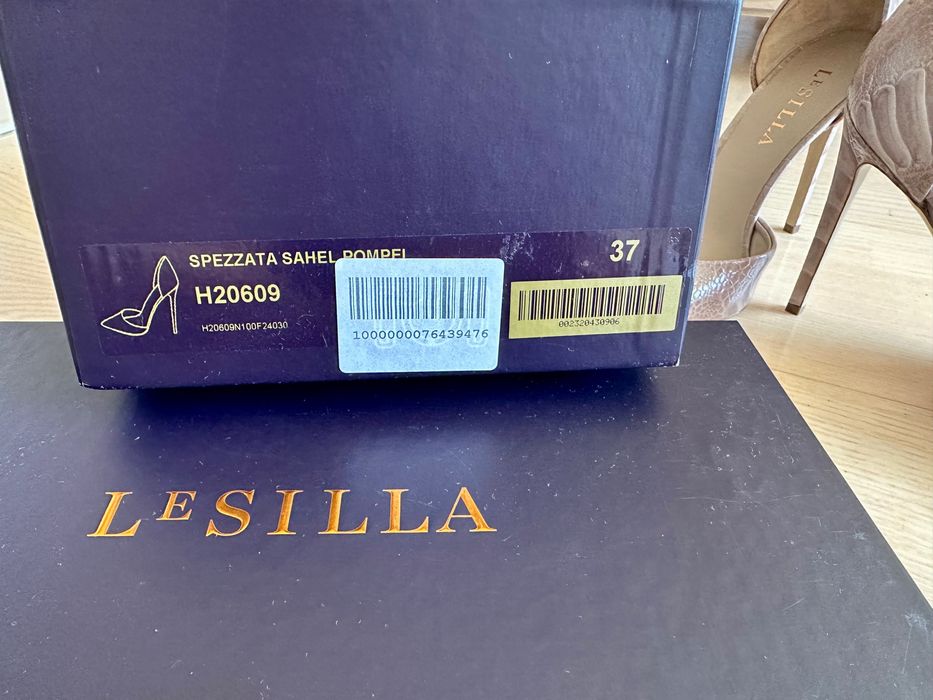 SPEZZATA SAHEL POMPEI
37
H20609
H20609N100F24030
1000000076439476
002320430906
LESILLA
LESILLA